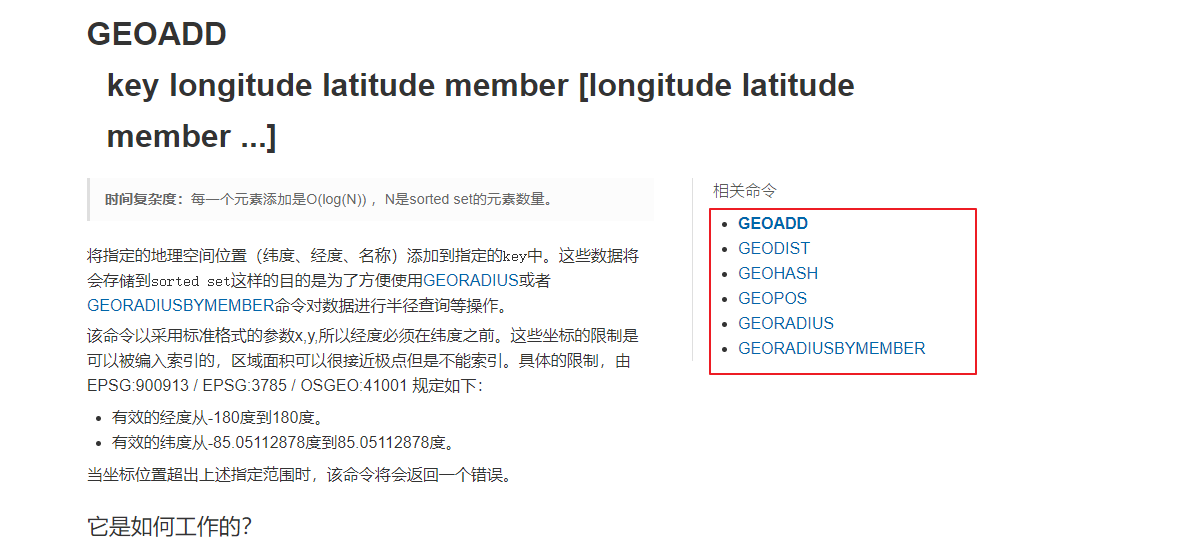 GEOADD
key longitude latitude member [longitude latitude
member ...]
时间复杂度：每一个元素添加是O(log(N)) ，N是sorted set的元素数量。
将指定的地理空间位置（纬度、经度、名称）添加到指定的key中。这些数据将
会存储到sorted set这样的目的是为了方便使用GEORADIUS或者
GEORADIUSBYMEMBER命令对数据进行半径查询等操作。
该命令以采用标准格式的参数x,y,所以经度必须在纬度之前。这些坐标的限制是
可以被编入索引的，区域面积可以很接近极点但是不能索引。具体的限制，由
EPSG:900913 / EPSG:3785 / OSGEO:41001 规定如下：
有效的经度从-180度到180度。
有效的纬度从-85.05112878度到85.05112878度。
当坐标位置超出上述指定范围时，该命令将会返回一个错误。
它是如何工作的？
相关命令
GEOADD
GEODIST
GEOHASH
GEOPOS
GEORADIUS
GEORADIUSBYMEMBER